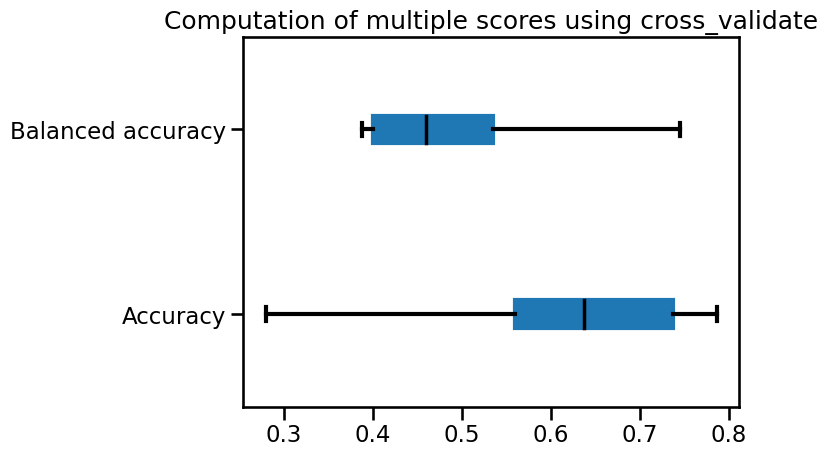 Computation of multiple scores using cross_validate
Balanced accuracy
Accuracy
0.3 0.4 0.5 0.6 0.7 0.8